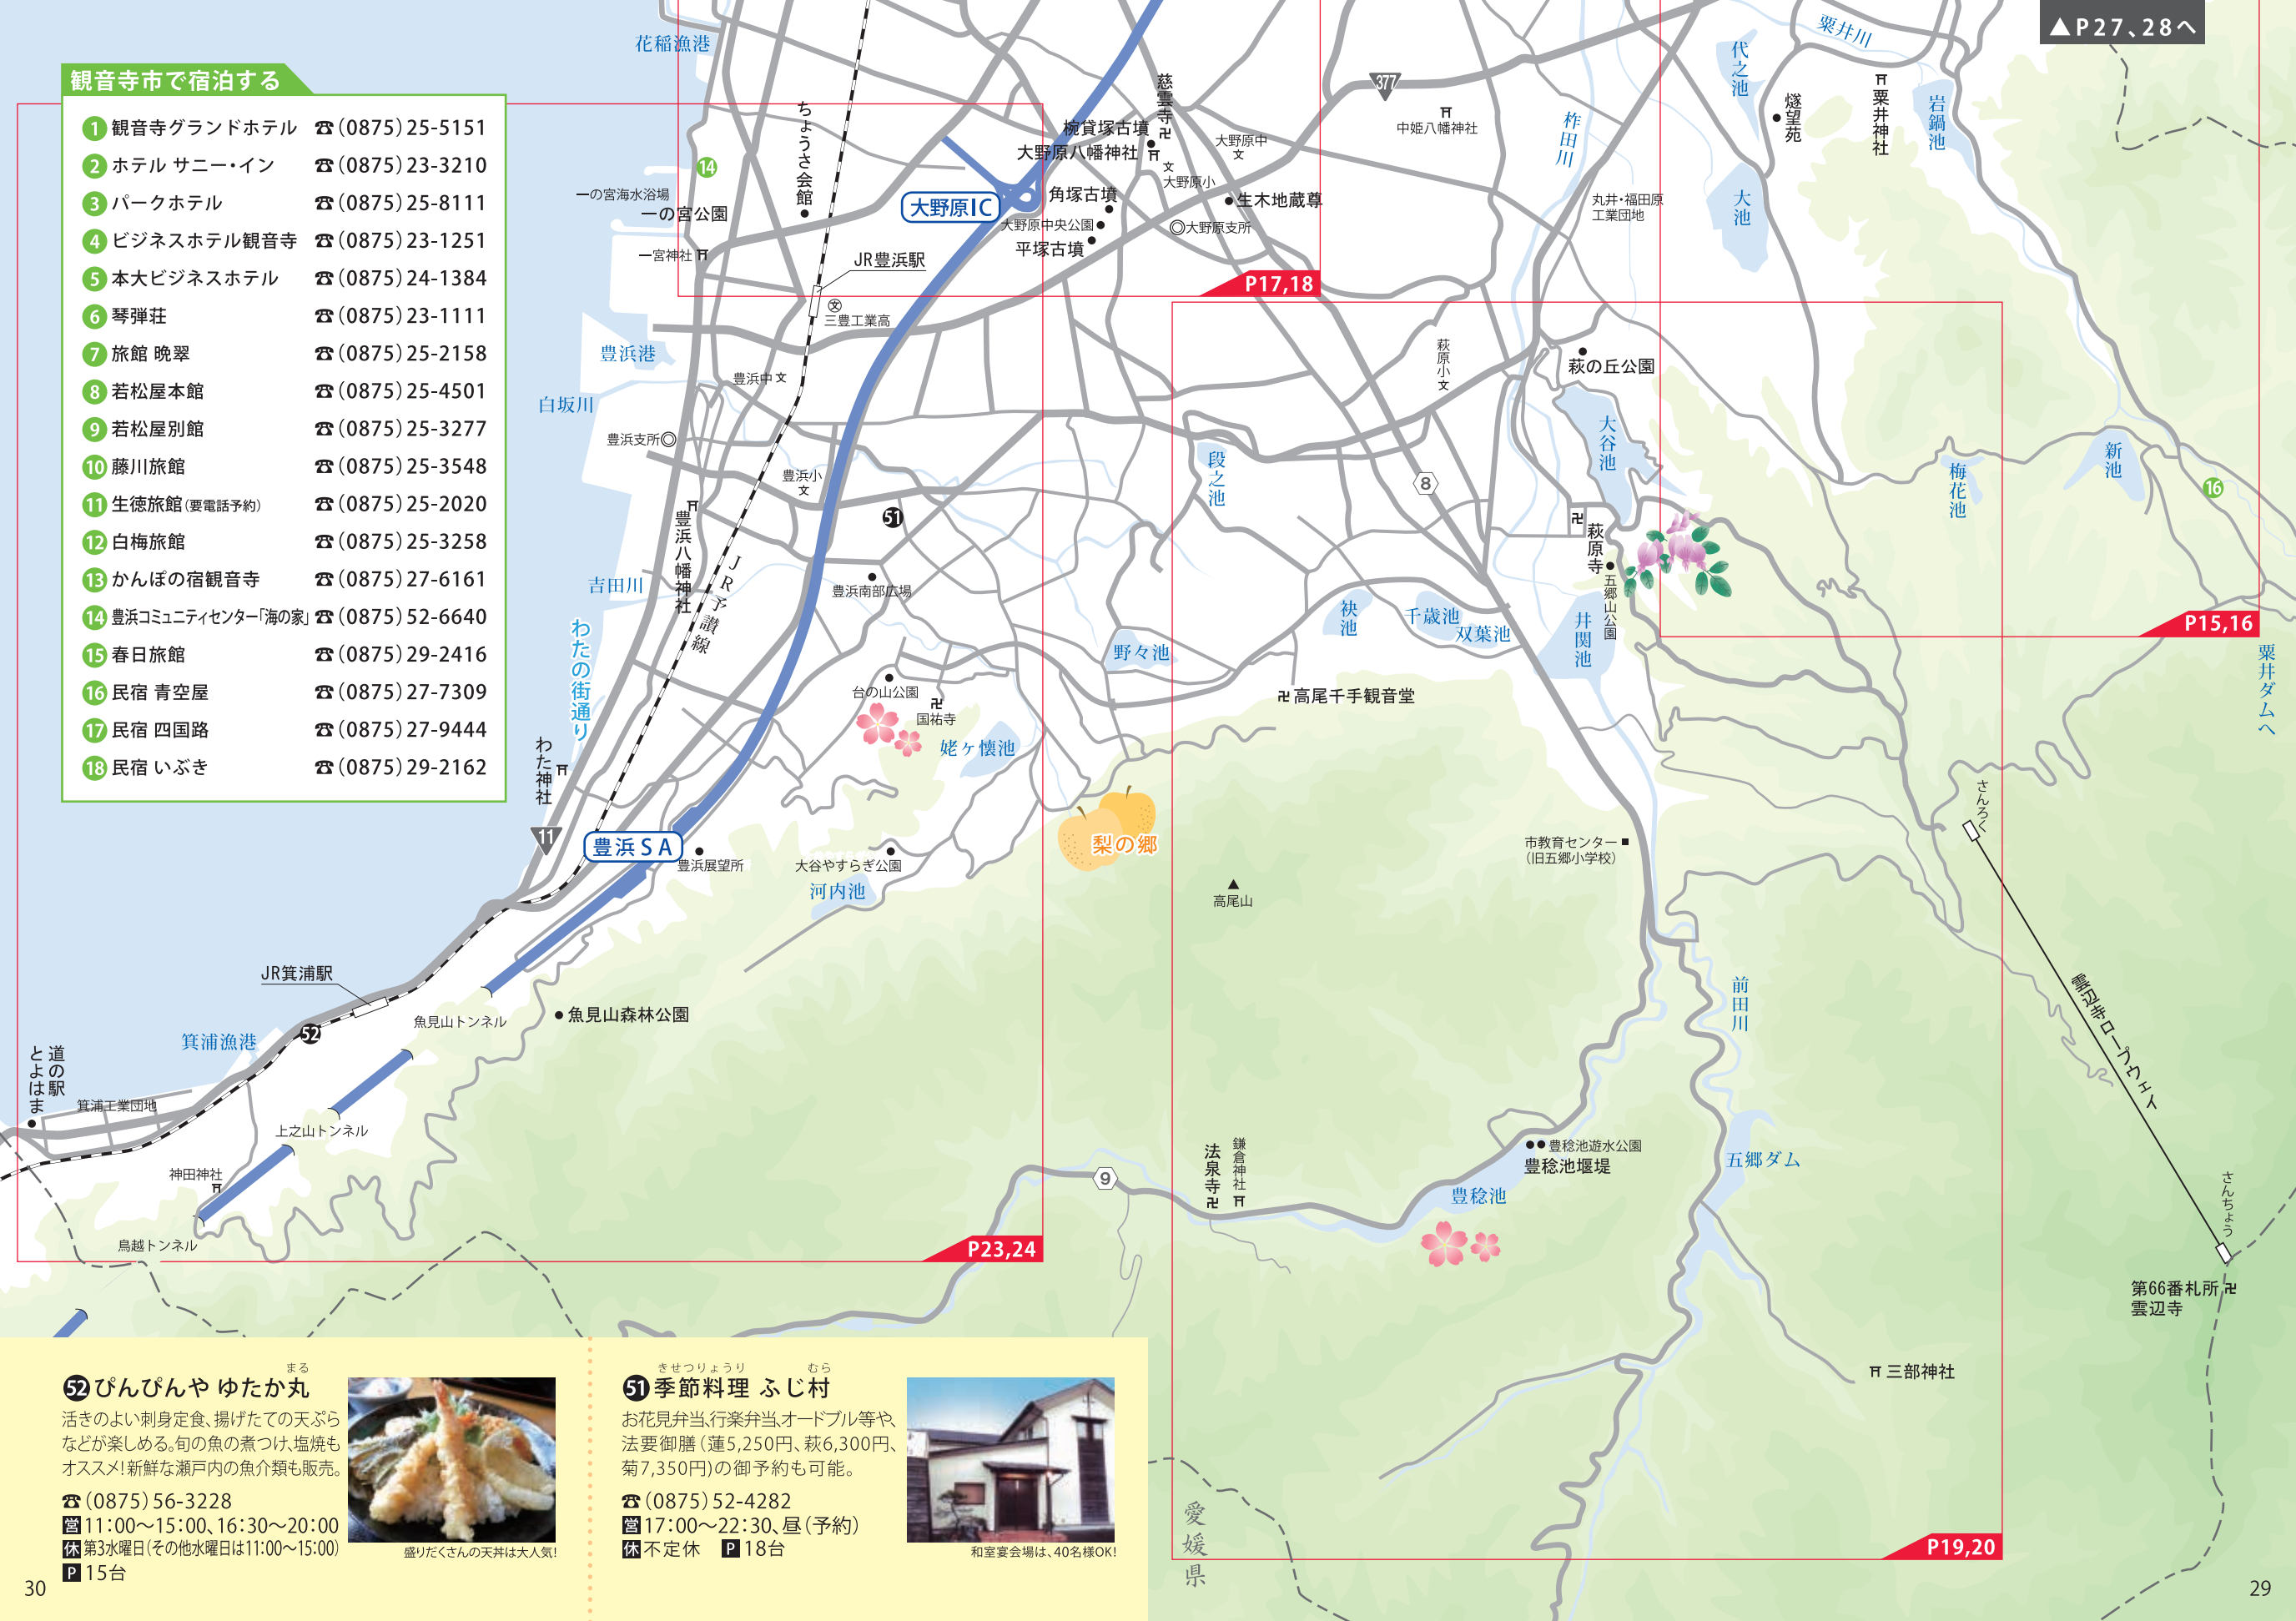 ▲P27、28へ
観音寺市で宿泊する
1 観音寺グランドホテル ☎(0875)25-5151
2 ホテル サニー・イン ☎(0875)23-3210
3 パークホテル ☎(0875)25-8111
4 ビジネスホテル観音寺 ☎(0875)23-1251
5 本大ビジネスホテル ☎(0875)24-1384
6 琴弾荘 ☎(0875)23-1111
7 旅館 晩翠 ☎(0875)25-2158
8 若松屋本館 ☎(0875)25-4501
9 若松屋別館 ☎(0875)25-3277
10 藤川旅館 ☎(0875)25-3548
11 生徳旅館(要電話予約) ☎(0875)25-2020
12 白梅旅館 ☎(0875)25-3258
13 かんぽの宿観音寺 ☎(0875)27-6161
14 豊浜コミュニティセンター「海の家」 ☎(0875)52-6640
15 春日旅館 ☎(0875)29-2416
16 民宿 青空屋 ☎(0875)27-7309
17 民宿 四国路 ☎(0875)27-9444
18 民宿 いぶき ☎(0875)29-2162
花稲漁港
14
一の宮海水浴場
一の宮公園
一宮神社
ちょうさ会館
JR豊浜駅
三豊工業高
大野原IC
椀貸塚古墳
大野原八幡神社
慈雲寺
大野原中
文
文
大野原小
角塚古墳
生木地蔵尊
大野原中央公園
◎大野原支所
平塚古墳
377
中姫八幡神社
柞田川
丸井・福田原
工業団地
代之池
粟井川
燧望苑
粟井神社
岩鍋池
大池
P17,18
豊浜港
豊浜中文
白坂川
豊浜支所◎
豊浜小
文
51
豊浜八幡神社
JR予讃線
吉田川
わたの街通り
豊浜南部広場
萩原小文
萩の丘公園
大谷池
段之池
8
萩原寺
五郷山公園
梅花池
新池
16
P15,16
粟井ダムへ
袂池
千歳池
双葉池
井関池
野々池
高尾千手観音堂
台の山公園
国祐寺
姥ヶ懐池
わた神社
11
豊浜SA
豊浜展望所
大谷やすらぎ公園
河内池
梨の郷
高尾山
市教育センター
(旧五郷小学校)
さんろく
雲辺寺ロープウェイ
さんちょう
第66番札所
雲辺寺
前田川
JR箕浦駅
箕浦漁港
52
魚見山トンネル
魚見山森林公園
道の駅
とよはま
箕浦工業団地
上之山トンネル
神田神社
鳥越トンネル
P23,24
9
法泉寺
鎌倉神社
豊稔池遊水公園
豊稔池堰堤
豊稔池
五郷ダム
三部神社
愛媛県
P19,20
まる
52 ぴんぴんや ゆたか丸
活きのよい刺身定食、揚げたての天ぷら
などが楽しめる。旬の魚の煮つけ、塩焼も
オススメ!新鮮な瀬戸内の魚介類も販売。
☎(0875)56-3228
営11:00～15:00、16:30～20:00
休第3水曜日(その他水曜日は11:00～15:00)
P 15台
盛りだくさんの天丼は大人気!
きせつりょうり むら
51 季節料理 ふじ村
お花見弁当、行楽弁当、オードブル等や、
法要御膳(蓮5,250円、萩6,300円、
菊7,350円)の御予約も可能。
☎(0875)52-4282
営17:00～22:30、昼(予約)
休不定休 P 18台
和室宴会場は、40名様OK!
30
29